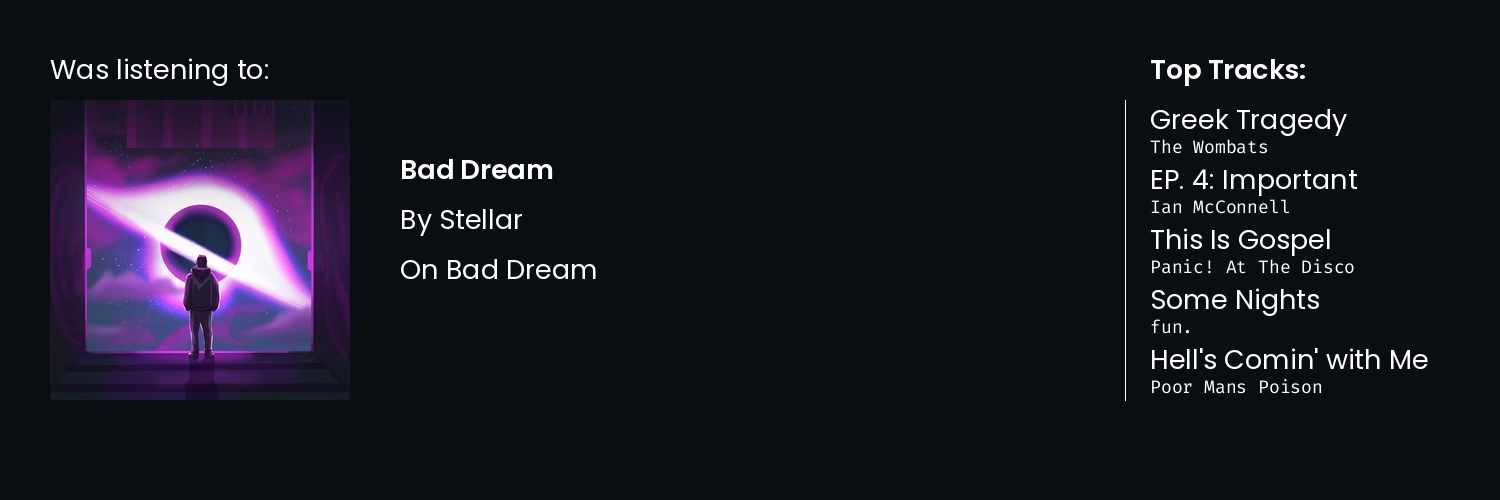 Was listening to:
Bad Dream
By Stellar
On Bad Dream
Top Tracks:
Greek Tragedy
The Wombats
EP. 4: Important
Ian McConnell
This Is Gospel
Panic! At The Disco
Some Nights
fun.
Hell's Comin' with Me
Poor Mans Poison